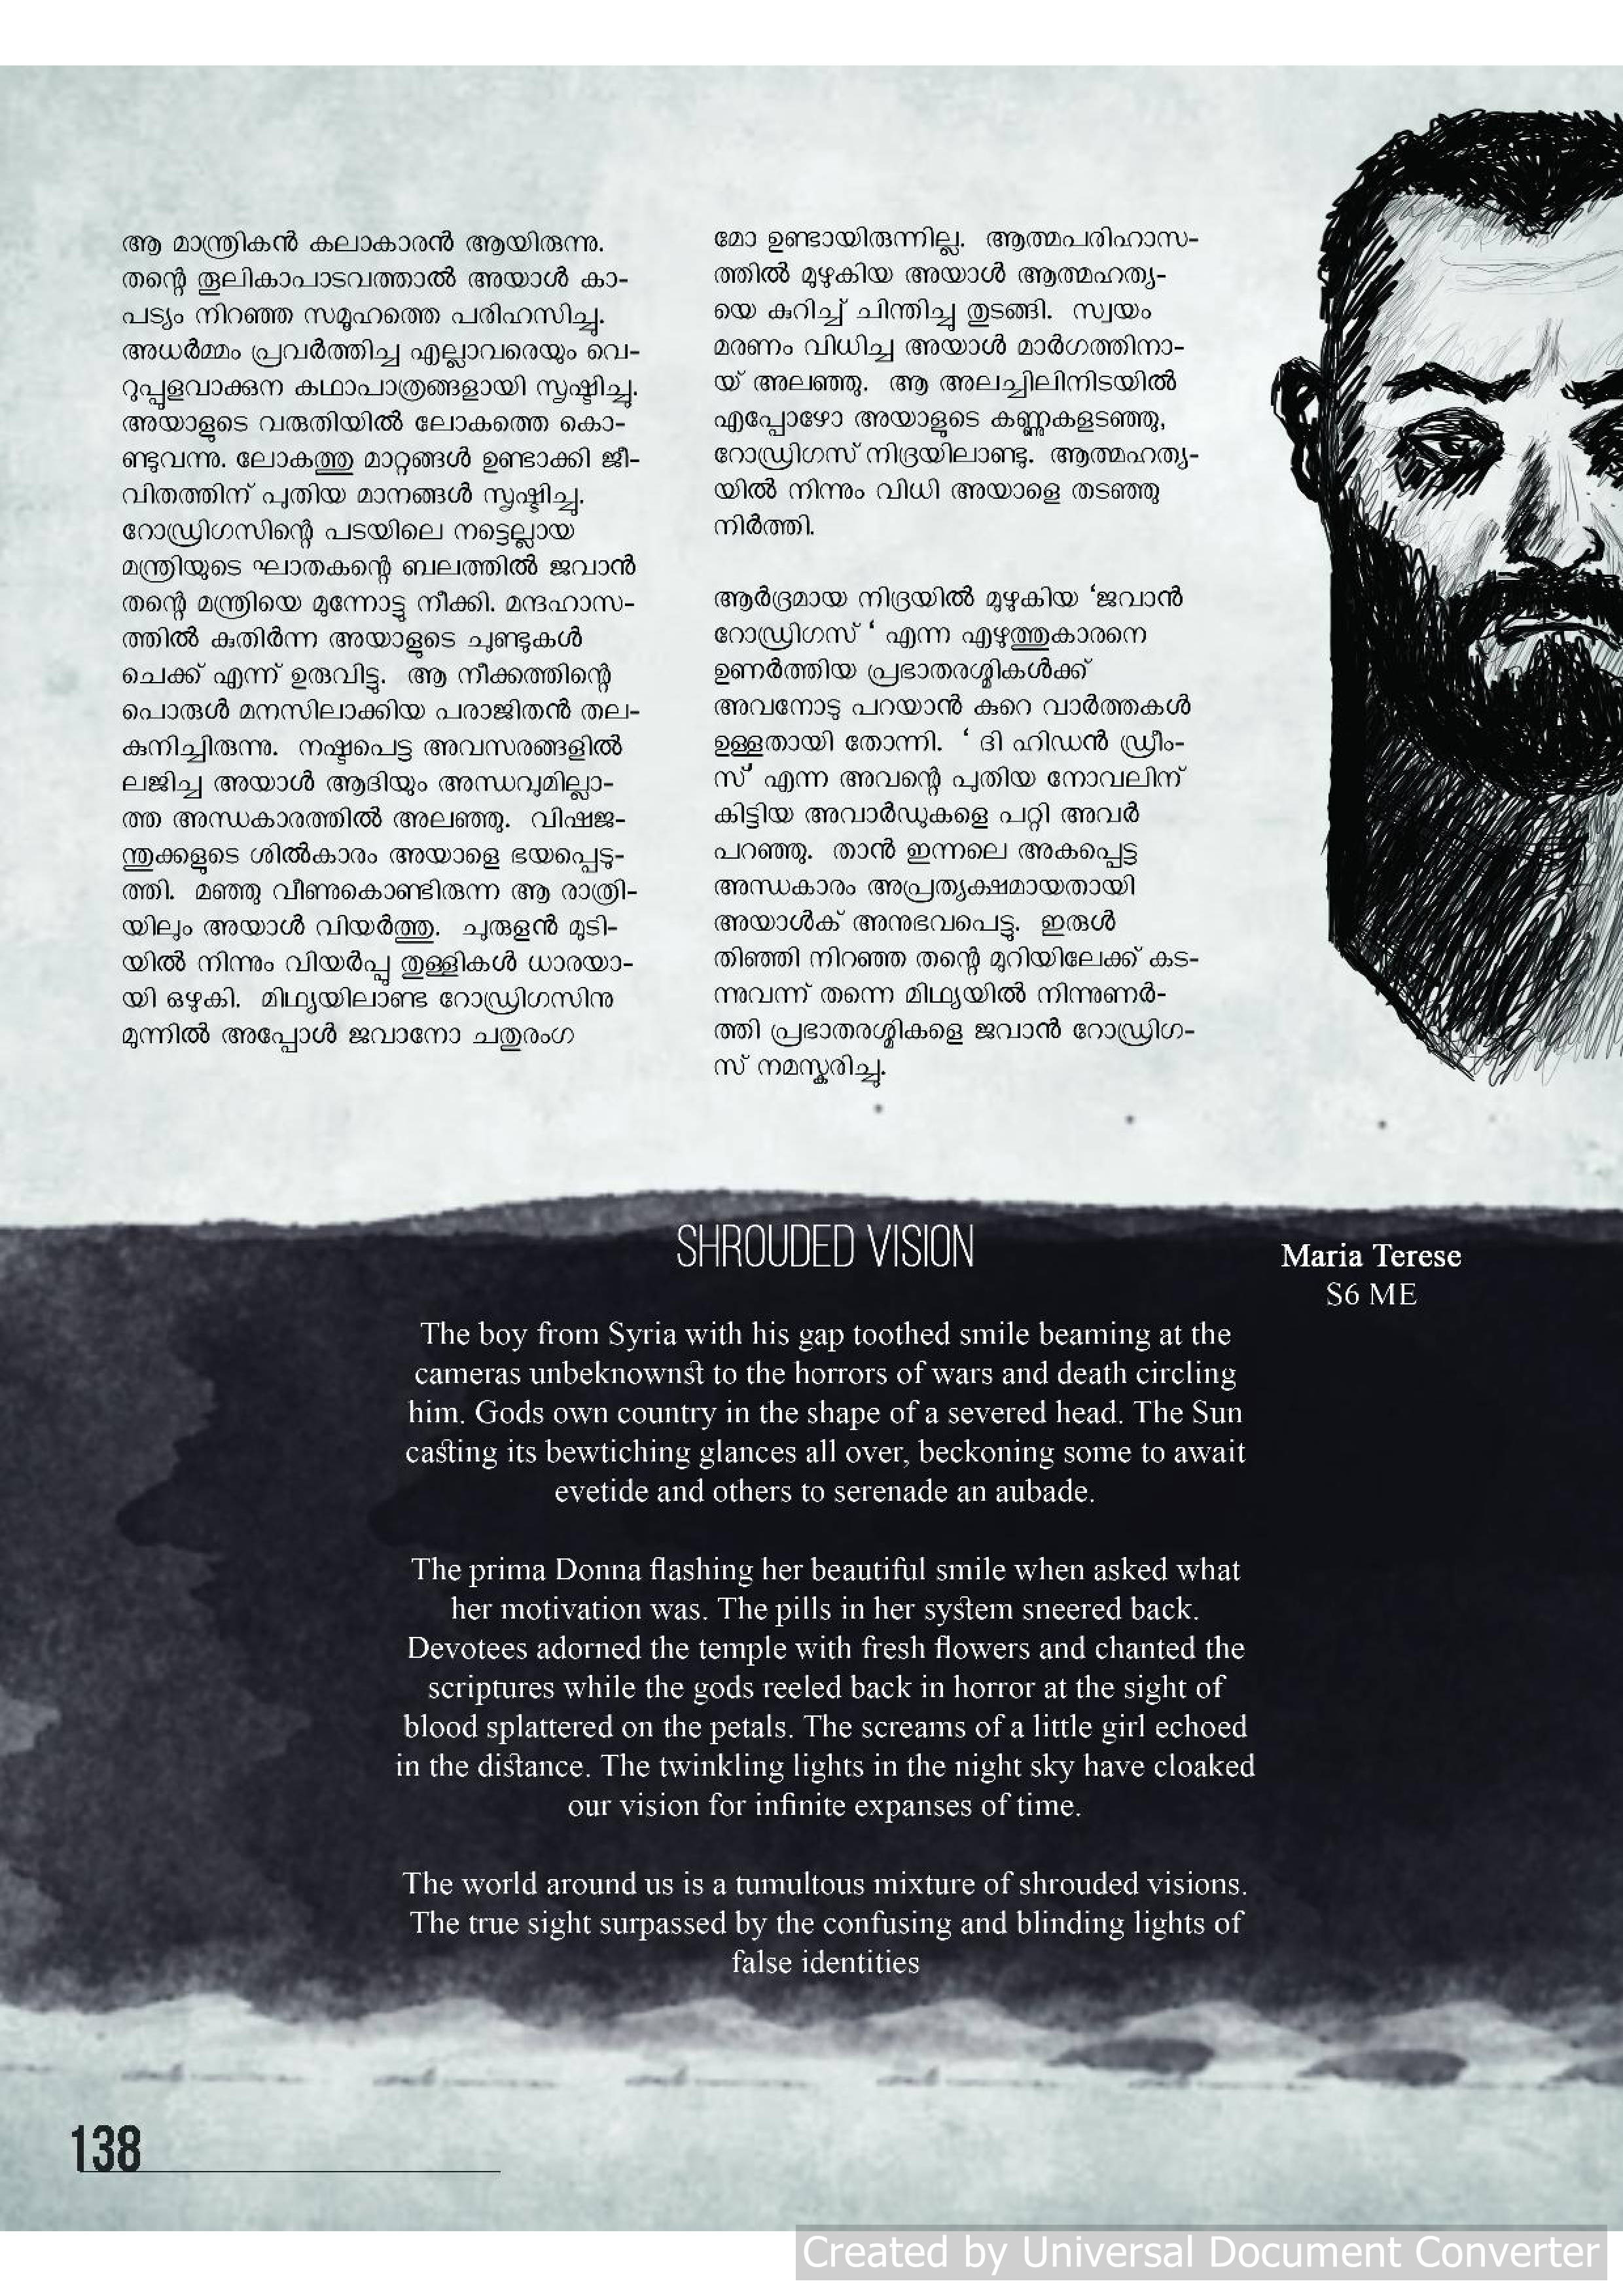 ആ മാന്ത്രികൻ കലാകാരൻ ആയിരുന്നു.
തന്റെ തൂലികാപാടവത്താൽ അയാൾ കാ-
പട്യം നിറഞ്ഞ സമൂഹത്തെ പരിഹസിച്ചു.
അധർമ്മം പ്രവർത്തിച്ച എല്ലാവരെയും വെ-
റുപ്പുളവാക്കുന കഥാപാത്രങ്ങളായി സൃഷ്ടിച്ചു.
അയാളുടെ വരുതിയിൽ ലോകത്തെ കൊ-
ണ്ടുവന്നു. ലോകത്തു മാറ്റങ്ങൾ ഉണ്ടാക്കി ജീ-
വിതത്തിന് പുതിയ മാനങ്ങൾ സൃഷ്ടിച്ചു.
റോഡ്രിഗസിന്റെ പടയിലെ നട്ടെല്ലായ
മന്ത്രിയുടെ ഘാതകന്റെ ബലത്തിൽ ജവാൻ
തന്റെ മന്ത്രിയെ മുന്നോട്ടു നീക്കി. മന്ദഹാസ-
ത്തിൽ കുതിർന്ന അയാളുടെ ചുണ്ടുകൾ
ചെക്ക് എന്ന് ഉരുവിട്ടു. ആ നീക്കത്തിന്റെ
പൊരുൾ മനസിലാക്കിയ പരാജിതൻ തല-
കുനിച്ചിരുന്നു. നഷ്ടപെട്ട അവസരങ്ങളിൽ
ലജിച്ച അയാൾ ആദിയും അന്ധവുമില്ലാ-
ത്ത അന്ധകാരത്തിൽ അലഞ്ഞു. വിഷജ-
ന്തുക്കളുടെ ശിൽകാരം അയാളെ ഭയപ്പെടു-
ത്തി. മഞ്ഞു വീണുകൊണ്ടിരുന്ന ആ രാത്രി-
യിലും അയാൾ വിയർത്തു. ചുരുളൻ മുടി-
യിൽ നിന്നും വിയർപ്പു തുള്ളികൾ ധാരയാ-
യി ഒഴുകി. മിഥ്യയിലാണ്ട റോഡ്രിഗസിനു
മുന്നിൽ അപ്പോൾ ജവാനോ ചതുരംഗ
മോ ഉണ്ടായിരുന്നില്ല. ആത്മപരിഹാസ-
ത്തിൽ മുഴുകിയ അയാൾ ആത്മഹത്യ-
യെ കുറിച്ച് ചിന്തിച്ചു തുടങ്ങി. സ്വയം
മരണം വിധിച്ച അയാൾ മാർഗത്തിനാ-
യ് അലഞ്ഞു. ആ അലച്ചിലിനിടയിൽ
എപ്പോഴോ അയാളുടെ കണ്ണുകളടഞ്ഞു,
റോഡ്രിഗസ് നിദ്രയിലാണ്ടു. ആത്മഹത്യ-
യിൽ നിന്നും വിധി അയാളെ തടഞ്ഞു
നിർത്തി.
ആർദ്രമായ നിദ്രയിൽ മുഴുകിയ ‘ജവാൻ
റോഡ്രിഗസ് ‘ എന്ന എഴുത്തുകാരനെ
ഉണർത്തിയ പ്രഭാതരശ്മികൾക്ക്
അവനോടു പറയാൻ കുറെ വാർത്തകൾ
ഉള്ളതായി തോന്നി. ‘ ദി ഹിഡൻ ഡ്രീം-
സ്’ എന്ന അവന്റെ പുതിയ നോവലിന്
കിട്ടിയ അവാർഡുകളെ പറ്റി അവർ
പറഞ്ഞു. താൻ ഇന്നലെ അകപ്പെട്ട
അന്ധകാരം അപ്രത്യക്ഷമായതായി
അയാൾക് അനുഭവപെട്ടു. ഇരുൾ
തിഞ്ഞി നിറഞ്ഞ തന്റെ മുറിയിലേക്ക് കട-
ന്നുവന്ന് തന്നെ മിഥ്യയിൽ നിന്നുണർ-
ത്തി പ്രഭാതരശ്മികളെ ജവാൻ റോഡ്രിഗ-
സ് നമസ്കരിച്ചു.
SHROUDED VISION
Maria Terese
S6 ME
The boy from Syria with his gap toothed smile beaming at the
cameras unbeknownst to the horrors of wars and death circling
him. Gods own country in the shape of a severed head. The Sun
casting its bewtiching glances all over, beckoning some to await
evetide and others to serenade an aubade.
The prima Donna flashing her beautiful smile when asked what
her motivation was. The pills in her system sneered back.
Devotees adorned the temple with fresh flowers and chanted the
scriptures while the gods reeled back in horror at the sight of
blood splattered on the petals. The screams of a little girl echoed
in the distance. The twinkling lights in the night sky have cloaked
our vision for infinite expanses of time.
The world around us is a tumultous mixture of shrouded visions.
The true sight surpassed by the confusing and blinding lights of
false identities
138
Created by Universal Document Converter